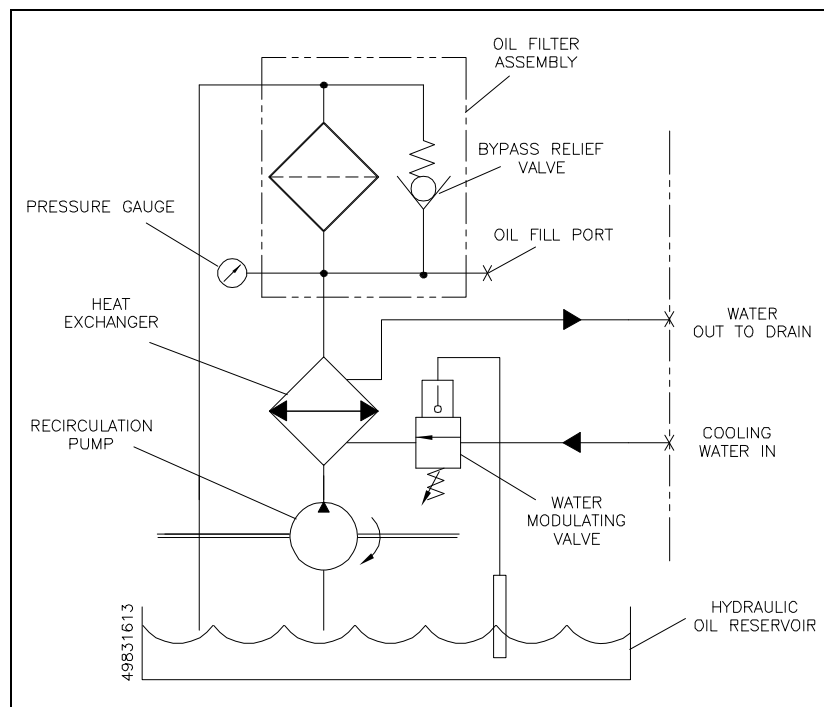 OIL FILTER
ASSEMBLY
BYPASS RELIEF
VALVE
PRESSURE GAUGE
OIL FILL PORT
HEAT
EXCHANGER
WATER
OUT TO DRAIN
RECIRCULATION
PUMP
COOLING
WATER IN
WATER
MODULATING
VALVE
HYDRAULIC
OIL RESERVOIR
49831613